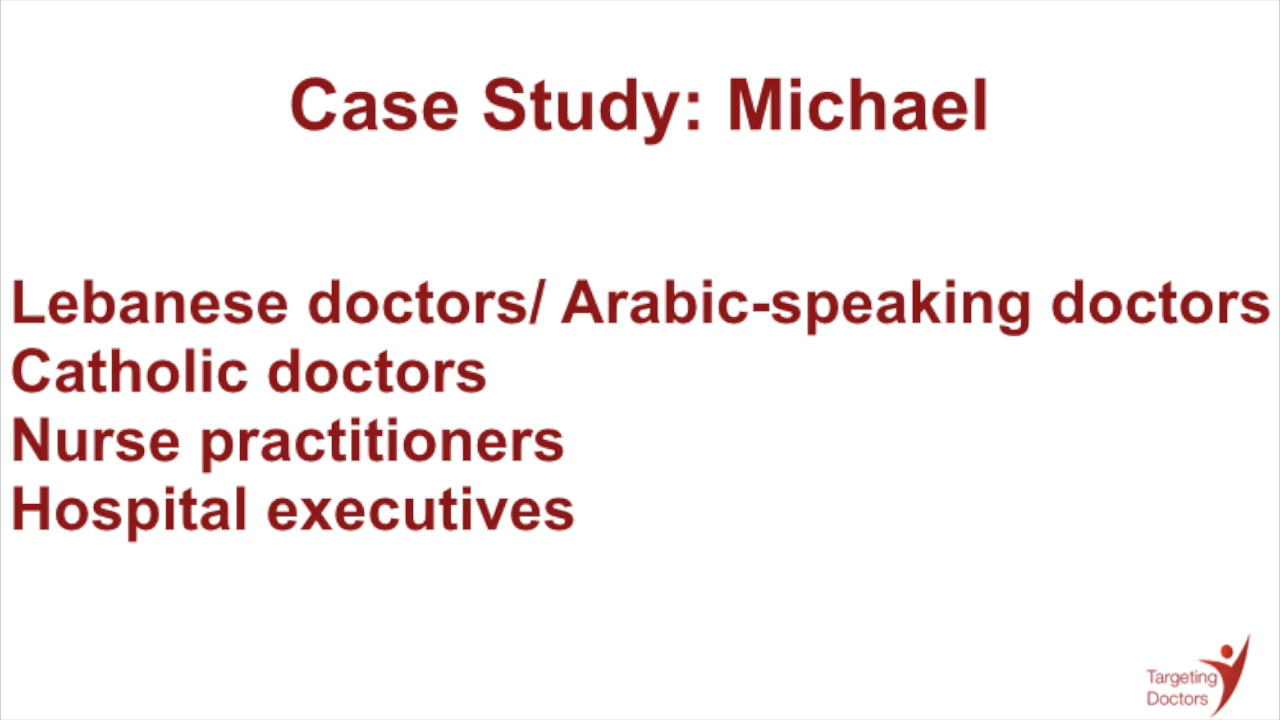 Case Study: Michael
Lebanese doctors/ Arabic-speaking doctors
Catholic doctors
Nurse practitioners
Hospital executives
Targeting
Doctors